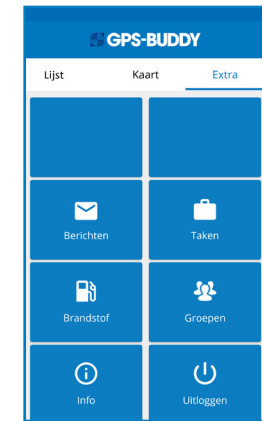 GPS-BUDDY
Lijst Kaart Extra
Berichten Taken
Brandstof Groepen
Info Uitloggen